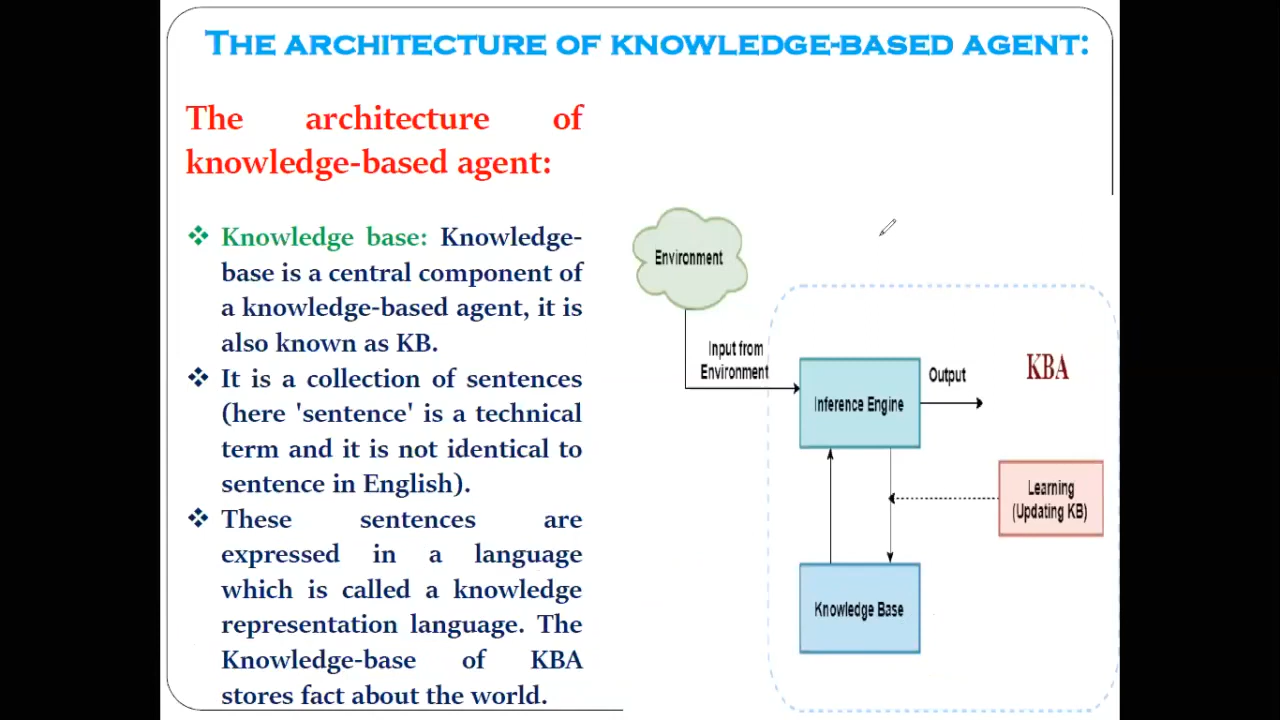 THE ARCHITECTURE OF KNOWLEDGE-BASED AGENT:
The architecture of
knowledge-based agent:
❖ Knowledge base: Knowledge-
base is a central component of
a knowledge-based agent, it is
also known as KB.
❖ It is a collection of sentences
(here 'sentence' is a technical
term and it is not identical to
sentence in English).
❖ These sentences are
expressed in a language
which is called a knowledge
representation language. The
Knowledge-base of KBA
stores fact about the world.
Environment
Input from
Environment
Inference Engine
Output
KBA
Learning
(Updating KB)
Knowledge Base